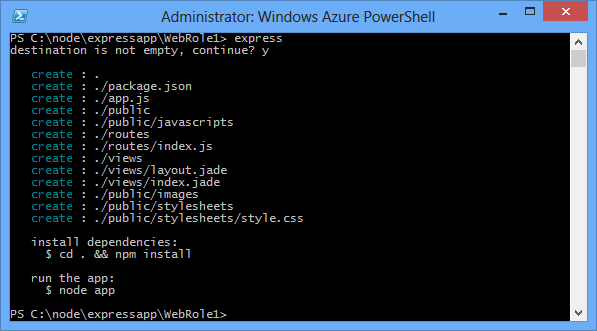 Administrator: Windows Azure PowerShell
PS C:\node\expressapp\WebRole1> express
destination is not empty, continue? y
create : .
create : ./package.json
create : ./app.js
create : ./public
create : ./public/javascripts
create : ./routes
create : ./routes/index.js
create : ./views
create : ./views/layout.jade
create : ./views/index.jade
create : ./public/images
create : ./public/stylesheets
create : ./public/stylesheets/style.css
install dependencies:
$ cd . && npm install
run the app:
$ node app
PS C:\node\expressapp\WebRole1>